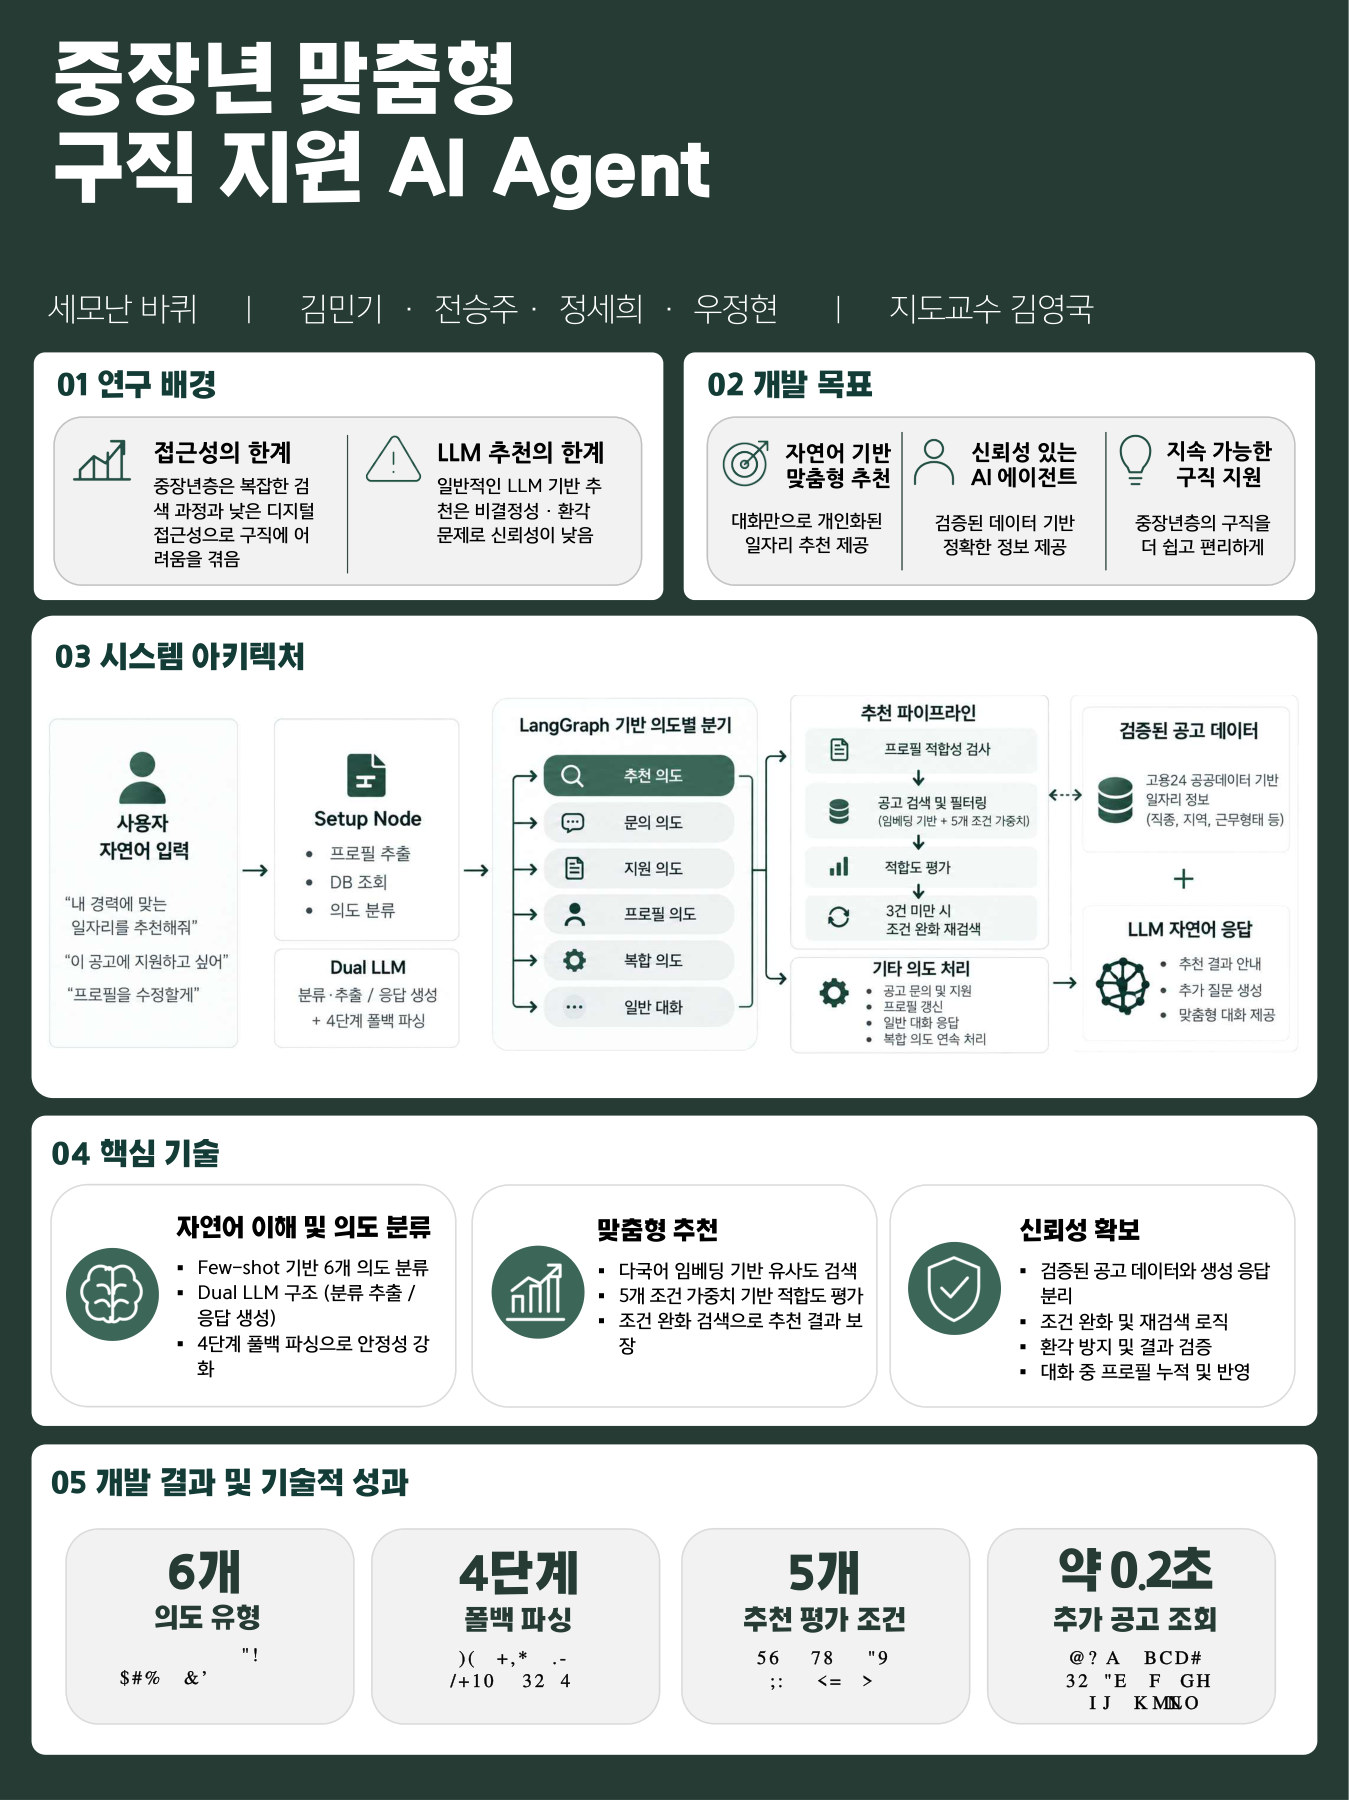 중장년 맞춤형
구직 지원 AI Agent
세모난 바퀴 | 김민기 · 전승주 · 정세희 · 우정현 | 지도교수 김영국
01 연구 배경
접근성의 한계
중장년층은 복잡한 검
색 과정과 낮은 디지털
접근성으로 구직에 어
려움을 겪음
LLM 추천의 한계
일반적인 LLM 기반 추
천은 비결정성 · 환각
문제로 신뢰성이 낮음
02 개발 목표
자연어 기반
맞춤형 추천
대화만으로 개인화된
일자리 추천 제공
신뢰성 있는
AI 에이전트
검증된 데이터 기반
정확한 정보 제공
지속 가능한
구직 지원
중장년층의 구직을
더 쉽고 편리하게
03 시스템 아키텍처
사용자
자연어 입력
“내 경력에 맞는
일자리를 추천해줘”
“이 공고에 지원하고 싶어”
“프로필을 수정할게”
Setup Node
• 프로필 추출
• DB 조회
• 의도 분류
Dual LLM
분류·추출 / 응답 생성
+ 4단계 폴백 파싱
LangGraph 기반 의도별 분기
추천 의도
문의 의도
지원 의도
프로필 의도
복합 의도
일반 대화
추천 파이프라인
프로필 적합성 검사
공고 검색 및 필터링
(임베딩 기반 + 5개 조건 가중치)
적합도 평가
3건 미만 시
조건 완화 재검색
기타 의도 처리
• 공고 문의 및 지원
• 프로필 갱신
• 일반 대화 응답
• 복합 의도 연속 처리
검증된 공고 데이터
고용24 공공데이터 기반
일자리 정보
(직종, 지역, 근무형태 등)
+
LLM 자연어 응답
• 추천 결과 안내
• 추가 질문 생성
• 맞춤형 대화 제공
04 핵심 기술
자연어 이해 및 의도 분류
▪ Few-shot 기반 6개 의도 분류
▪ Dual LLM 구조 (분류 추출 /
응답 생성)
▪ 4단계 폴백 파싱으로 안정성 강
화
맞춤형 추천
▪ 다국어 임베딩 기반 유사도 검색
▪ 5개 조건 가중치 기반 적합도 평가
▪ 조건 완화 검색으로 추천 결과 보
장
신뢰성 확보
▪ 검증된 공고 데이터와 생성 응답
분리
▪ 조건 완화 및 재검색 로직
▪ 환각 방지 및 결과 검증
▪ 대화 중 프로필 누적 및 반영
05 개발 결과 및 기술적 성과
6개
의도 유형
"!
$#% &’
4단계
폴백 파싱
)( +,* .-
/+10 32 4
5개
추천 평가 조건
56 78 "9
;: <= >
약 0.2초
추가 공고 조회
@? A BCD#
32 "E F GH
IJ